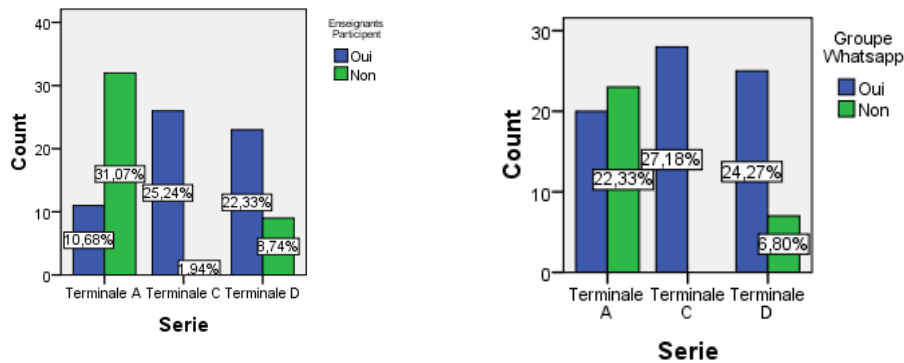 Enseignants
Participent
Oui
Non
Count
40
30
20
10
0
10,68%
31,07%
25,24%
1,94%
22,33%
8,74%
Terminale A Terminale C Terminale D
Serie
Groupe
Whatsapp
Oui
Non
Count
30
20
10
0
22,33%
27,18%
24,27%
6,80%
Terminale Terminale Terminale
A C D
Serie